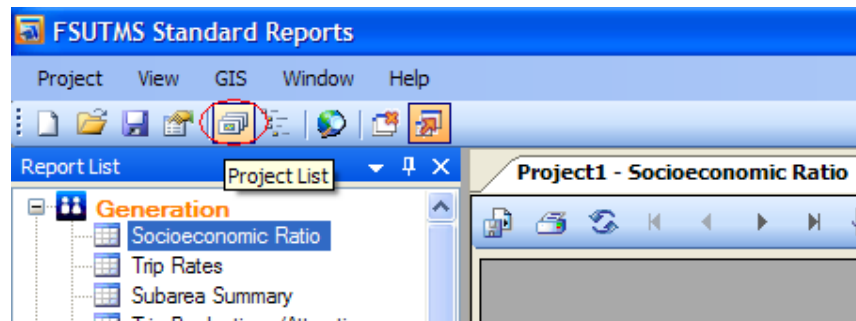 FSUTMS Standard Reports
Project View GIS Window Help
Report List
Project List
Project1 - Socioeconomic Ratio
Generation
Socioeconomic Ratio
Trip Rates
Subarea Summary